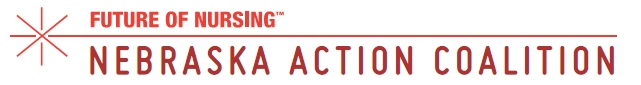 FUTURE OF NURSING™
NEBRASKA ACTION COALITION